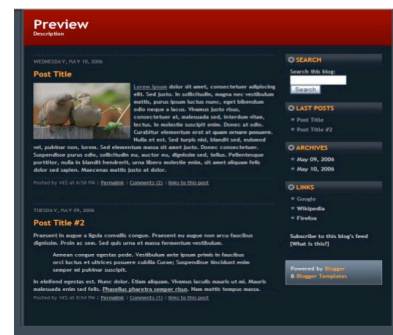 Preview
Description
WEDNESDAY, MAY 10, 2006
Post Title
Lorem Ipsum dolor sit amet, consectetuer adipiscing
elit. Sed justo. In sollicitudin, magna nec vestibulum
mattis, purus ipsum luctus nunc, eget bibendum
odio neque a lacus. Vivamus justo risus,
consectetuer at, malesuada sed, interdum vitae,
lectus. In molestie suscipit enim. Donec at odio.
Curabitur elementum erat et quam ornare posuere.
Nulla et est. Sed turpis nisl, blandit sed, euismod
vel, pulvinar non, lorem. Sed elementum massa sit amet justo. Donec consectetuer.
Suspendisse purus odio, sollicitudin eu, auctor eu, dignissim sed, tellus. Pellentesque
porttitor, nulla in blandit hendrerit, urna libero molestie enim, sit amet aliquam felis
dolor sed sapien. Maecenas mattis justo at dolor.
Posted by VES at 6:58 PM | Permalink | Comments (2) | links to this post
TUESDAY, MAY 09, 2006
Post Title #2
Praesent in augue a ligula convallis congue. Praesent eu augue non arcu faucibus
dignissim. Proin ac sem. Sed quis urna et massa fermentum vestibulum.
Aenean congue egestas pede. Vestibulum ante ipsum primis in faucibus
orci luctus et ultrices posuere cubilia Curae; Suspendisse tincidunt enim
semper mi pulvinar suscipit.
In eleifend egestas est. Nunc dolor. Etiam aliquam. Vivamus iaculis mauris ut mi. Mauris
malesuada enim sed felis. Phasellus pharetra semper risus. Nam mattis tempus massa.
Posted by VES at 6:54 PM | Permalink | Comments (1) | links to this post
SEARCH
Search this blog:
Search
LAST POSTS
Post Title
Post Title #2
ARCHIVES
May 09, 2006
May 10, 2006
LINKS
Google
Wikipedia
Firefox
Subscribe to this blog's feed
[What is this?]
Powered by Blogger
& Blogger Templates